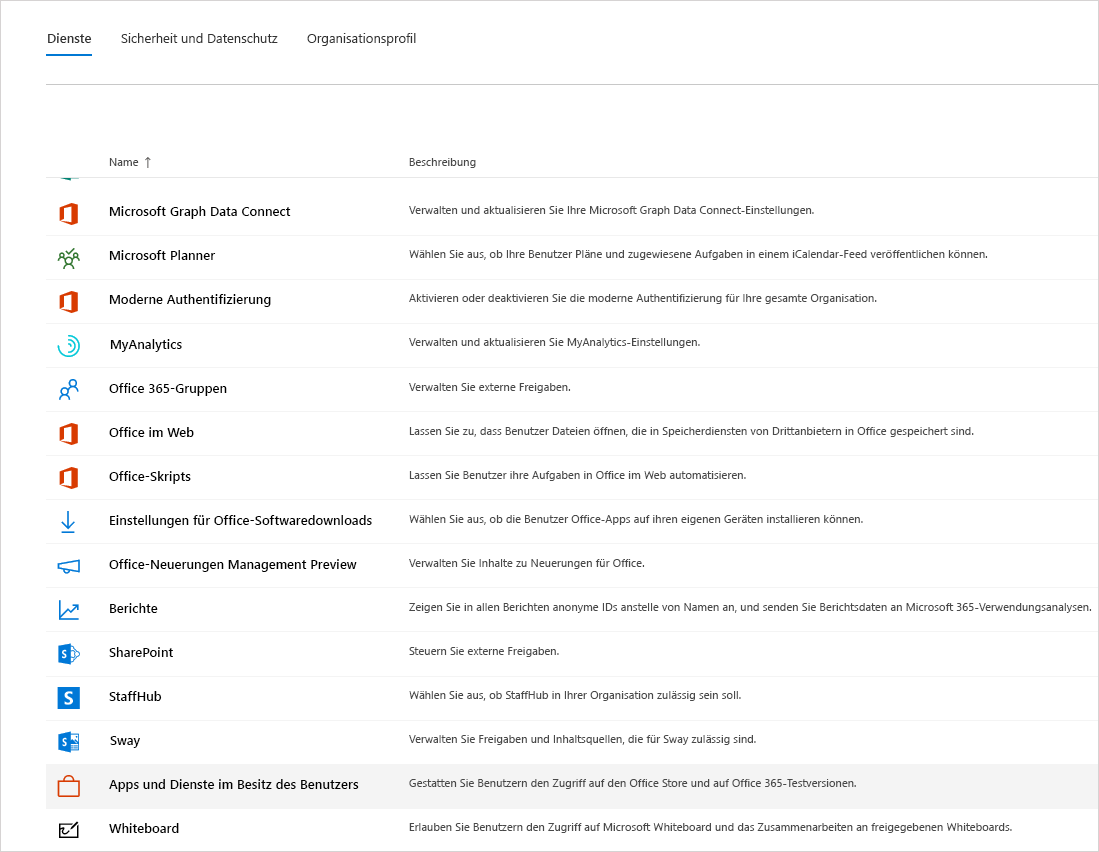 Dienste Sicherheit und Datenschutz Organisationsprofil
Name ↑ Beschreibung
Microsoft Graph Data Connect Verwalten und aktualisieren Sie Ihre Microsoft Graph Data Connect-Einstellungen.
Microsoft Planner Wählen Sie aus, ob Ihre Benutzer Pläne und zugewiesene Aufgaben in einem iCalendar-Feed veröffentlichen können.
Moderne Authentifizierung Aktivieren oder deaktivieren Sie die moderne Authentifizierung für Ihre gesamte Organisation.
MyAnalytics Verwalten und aktualisieren Sie MyAnalytics-Einstellungen.
Office 365-Gruppen Verwalten Sie externe Freigaben.
Office im Web Lassen Sie zu, dass Benutzer Dateien öffnen, die in Speicherdiensten von Drittanbietern in Office gespeichert sind.
Office-Skripts Lassen Sie Benutzer ihre Aufgaben in Office im Web automatisieren.
Einstellungen für Office-Softwaredownloads Wählen Sie aus, ob die Benutzer Office-Apps auf ihren eigenen Geräten installieren können.
Office-Neuerungen Management Preview Verwalten Sie Inhalte zu Neuerungen für Office.
Berichte Zeigen Sie in allen Berichten anonyme IDs anstelle von Namen an, und senden Sie Berichtsdaten an Microsoft 365-Verwendungsanalysen.
SharePoint Steuern Sie externe Freigaben.
StaffHub Wählen Sie aus, ob StaffHub in Ihrer Organisation zulässig sein soll.
Sway Verwalten Sie Freigaben und Inhaltsquellen, die für Sway zulässig sind.
Apps und Dienste im Besitz des Benutzers Gestatten Sie Benutzern den Zugriff auf den Office Store und auf Office 365-Testversionen.
Whiteboard Erlauben Sie Benutzern den Zugriff auf Microsoft Whiteboard und das Zusammenarbeiten an freigegebenen Whiteboards.